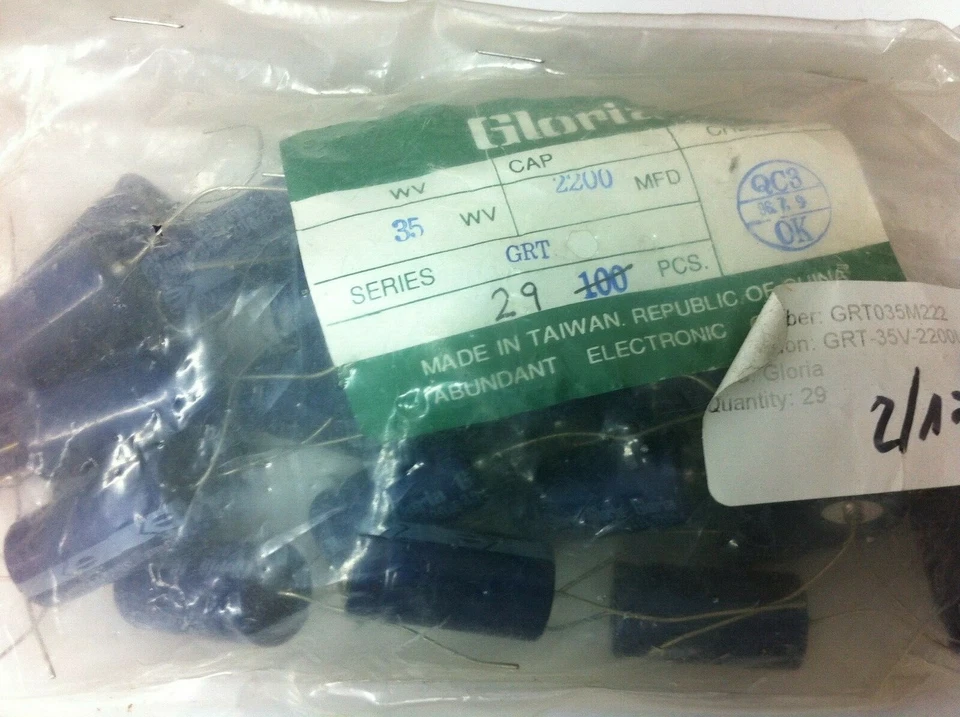 Gloria
WV
CAP
2200 MFD
35 WV
SERIES GRT
29 100 PCS.
QC3
OK
MADE IN TAIWAN. REPUBLIC OF CHINA
ABUNDANT ELECTRONIC
ber: GRT035M222
on: GRT-35V-2200
Gloria
Quantity: 29